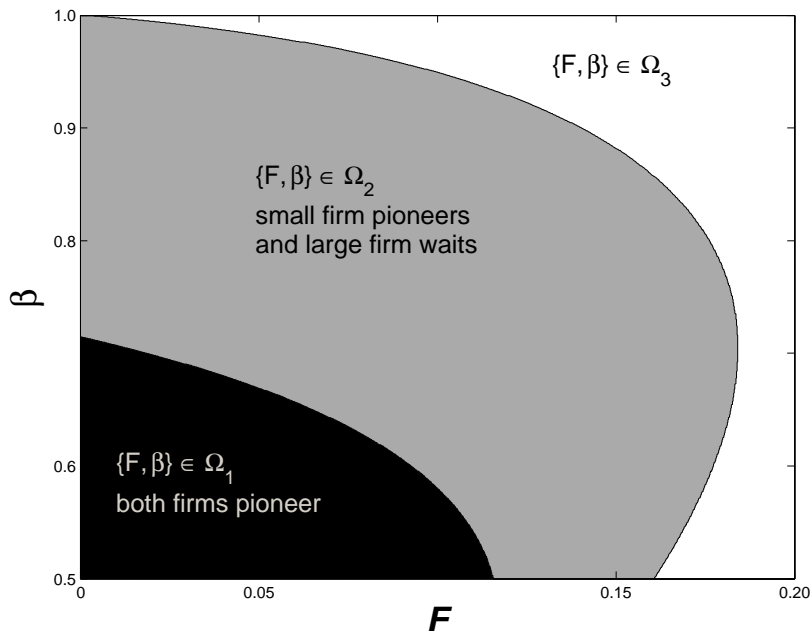 1.0
{F, β} ∈ Ω3
0.9
{F, β} ∈ Ω2
small firm pioneers
and large firm waits
0.8
β
0.6
{F, β} ∈ Ω1
both firms pioneer
0.5
0
0.05
0.15
0.20
F